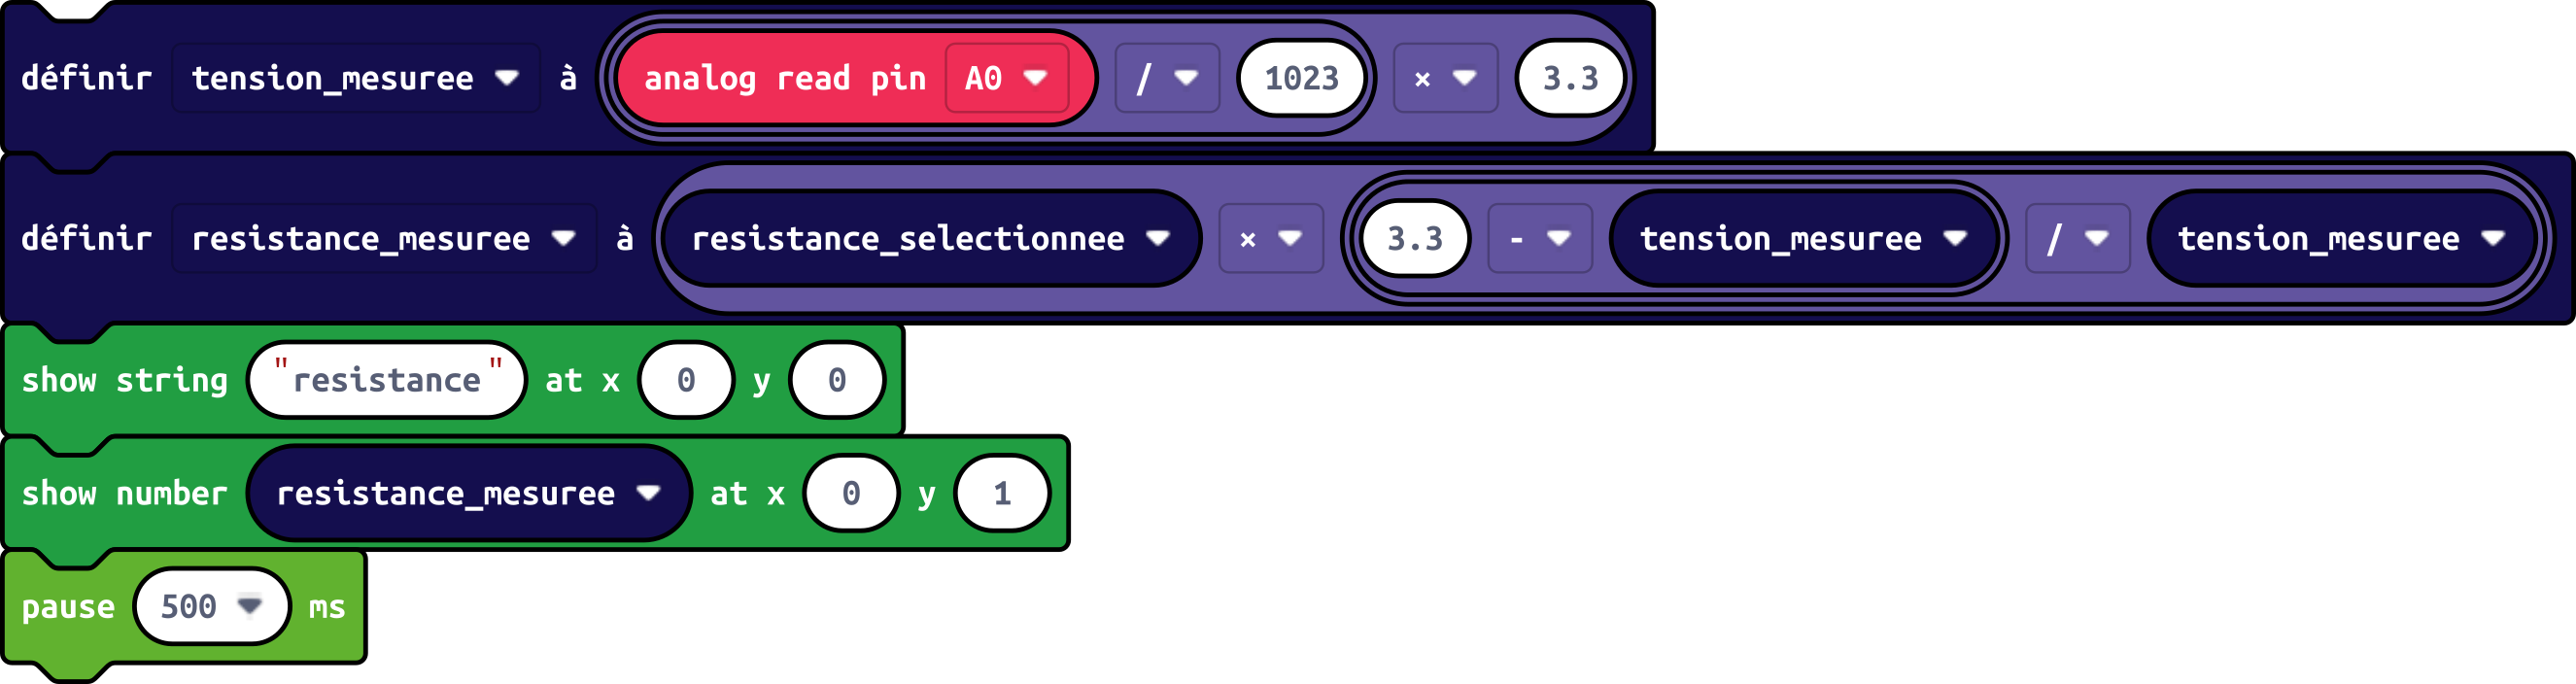 définir tension_mesuree à analog read pin A0 / 1023 × 3.3
définir resistance_mesuree à resistance_selectionnee × 3.3 - tension_mesuree / tension_mesuree
show string "resistance" at x 0 y 0
show number resistance_mesuree at x 0 y 1
pause 500 ms